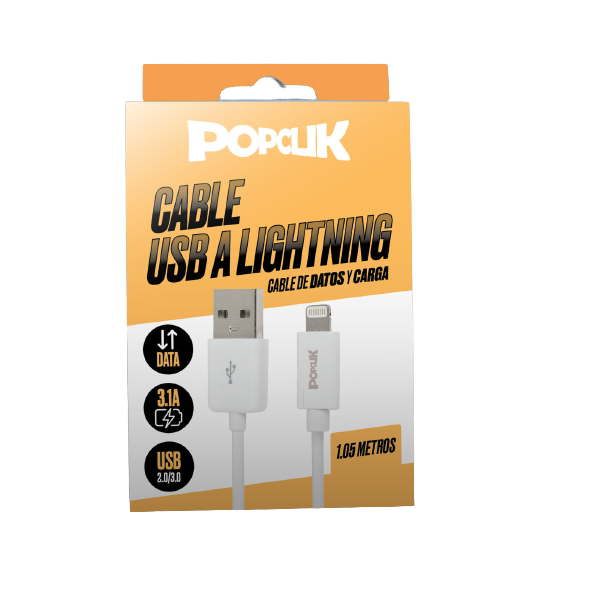 POPCLIK
CABLE
USB A LIGHTNING
CABLE DE DATOS Y CARGA
DATA
3.1A
USB
2.0/3.0
POPCLIK
1.05 METROS